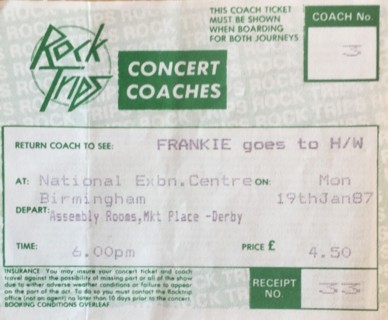 THIS COACH TICKET
MUST BE SHOWN
WHEN BOARDING
FOR BOTH JOURNEYS
COACH No.
3
Rock
Trips
CONCERT
COACHES
RETURN COACH TO SEE: FRANKIE goes to H/W
AT: National Exbn.Centre ON: Mon
Birmingham 19thJan87
DEPART: Assembly Rooms,Mkt Place -Derby
TIME: 6.00pm PRICE £ 4.50
INSURANCE: You may insure your concert ticket and coach
travel against the possibility of missing part or all of the show
due to either adverse weather conditions or failure to appear
on the part of the act. To do so you must contact the Rocktrip
office (not an agent) no later than 10 days prior to the concert.
BOOKING CONDITIONS OVERLEAF
RECEIPT
NO.
33